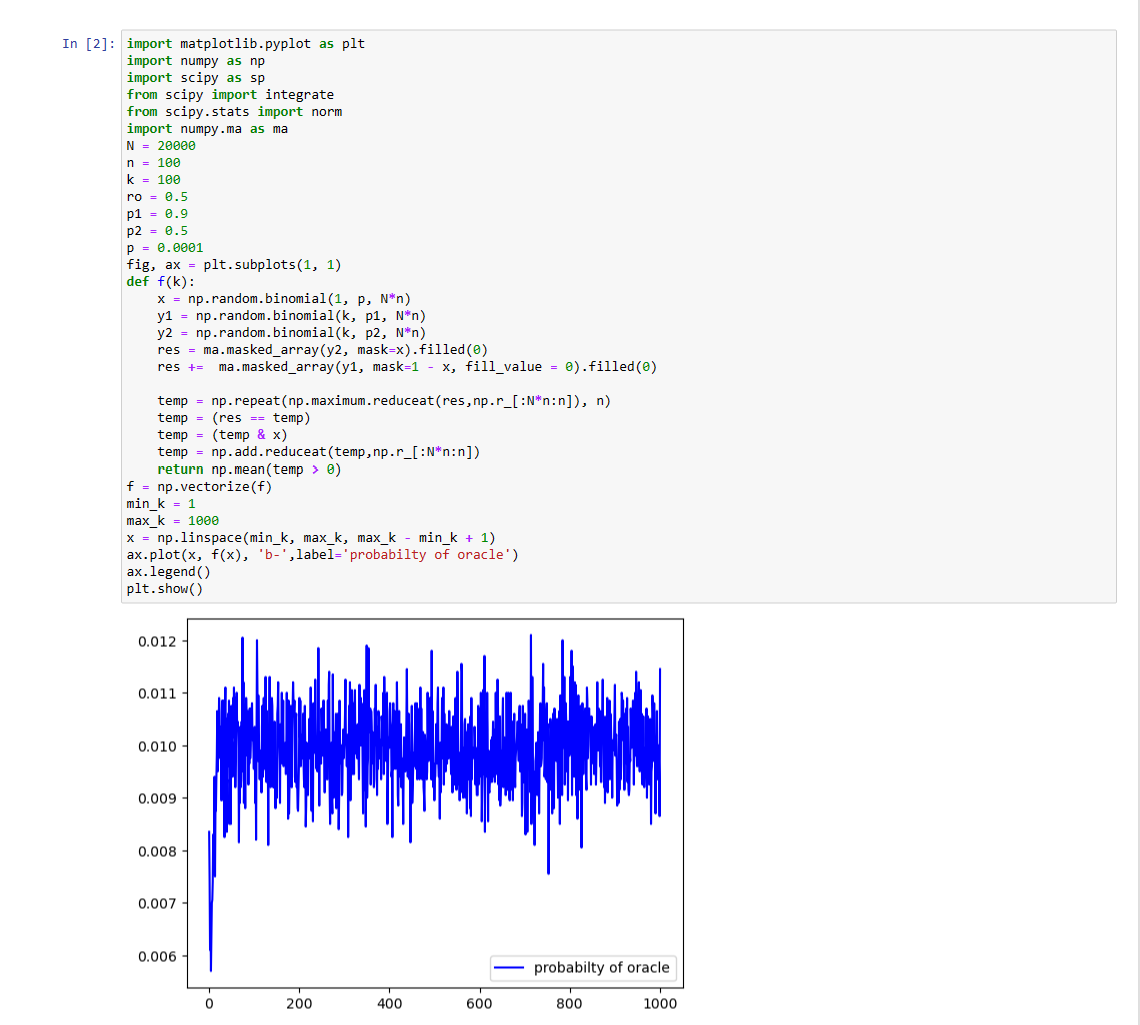 In [2]: import matplotlib.pyplot as plt
import numpy as np
import scipy as sp
from scipy import integrate
from scipy.stats import norm
import numpy.ma as ma
N = 20000
n = 100
k = 100
ro = 0.5
p1 = 0.9
p2 = 0.5
p = 0.0001
fig, ax = plt.subplots(1, 1)
def f(k):
    x = np.random.binomial(1, p, N*n)
    y1 = np.random.binomial(k, p1, N*n)
    y2 = np.random.binomial(k, p2, N*n)
    res = ma.masked_array(y2, mask=x).filled(0)
    res +=  ma.masked_array(y1, mask=1 - x, fill_value = 0).filled(0)
    temp = np.repeat(np.maximum.reduceat(res,np.r_[:N*n:n]), n)
    temp = (res == temp)
    temp = (temp & x)
    temp = np.add.reduceat(temp,np.r_[:N*n:n])
    return np.mean(temp > 0)
f = np.vectorize(f)
min_k = 1
max_k = 1000
x = np.linspace(min_k, max_k, max_k - min_k + 1)
ax.plot(x, f(x), 'b-',label='probabilty of oracle')
ax.legend()
plt.show()
0.012
0.011
0.010
0.009
0.008
0.007
0.006
probabilty of oracle
0 200 400 600 800 1000